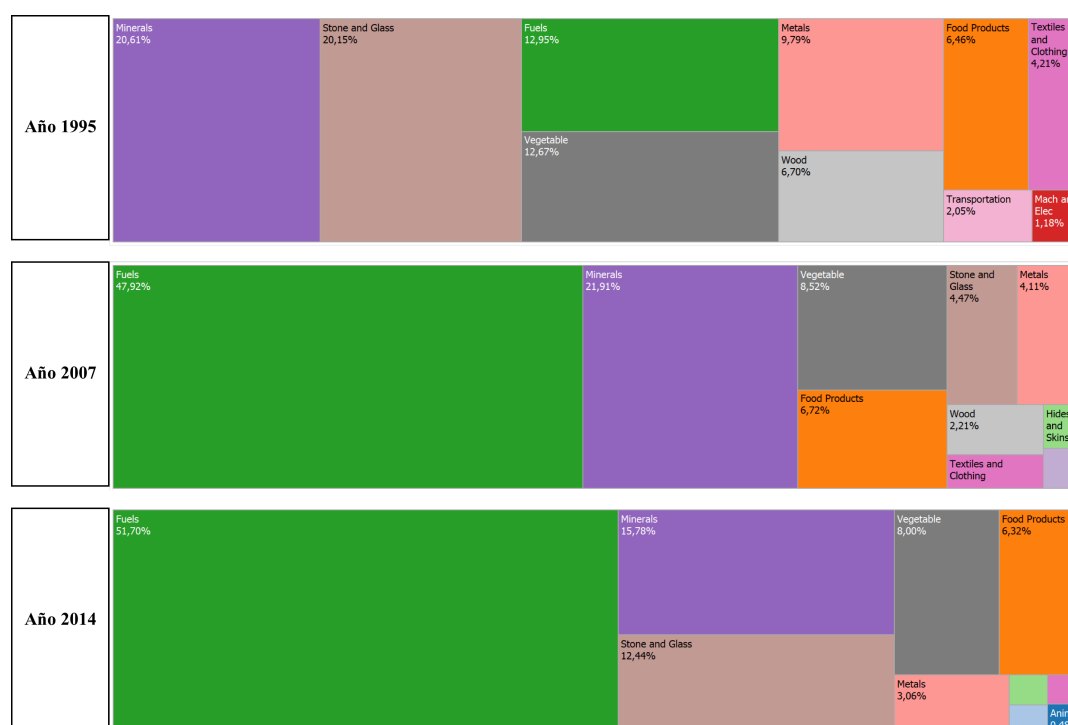 Año 1995
Minerals
20,61%
Stone and Glass
20,15%
Fuels
12,95%
Vegetable
12,67%
Metals
9,79%
Wood
6,70%
Food Products
6,46%
Textiles
and
Clothing
4,21%
Transportation
2,05%
Mach
Elec
1,18%
Año 2007
Fuels
47,92%
Minerals
21,91%
Vegetable
8,52%
Food Products
6,72%
Stone and
Glass
4,47%
Metals
4,11%
Wood
2,21%
Hides
and
Skins
Textiles and
Clothing
Año 2014
Fuels
51,70%
Minerals
15,78%
Stone and Glass
12,44%
Vegetable
8,00%
Food Products
6,32%
Metals
3,06%